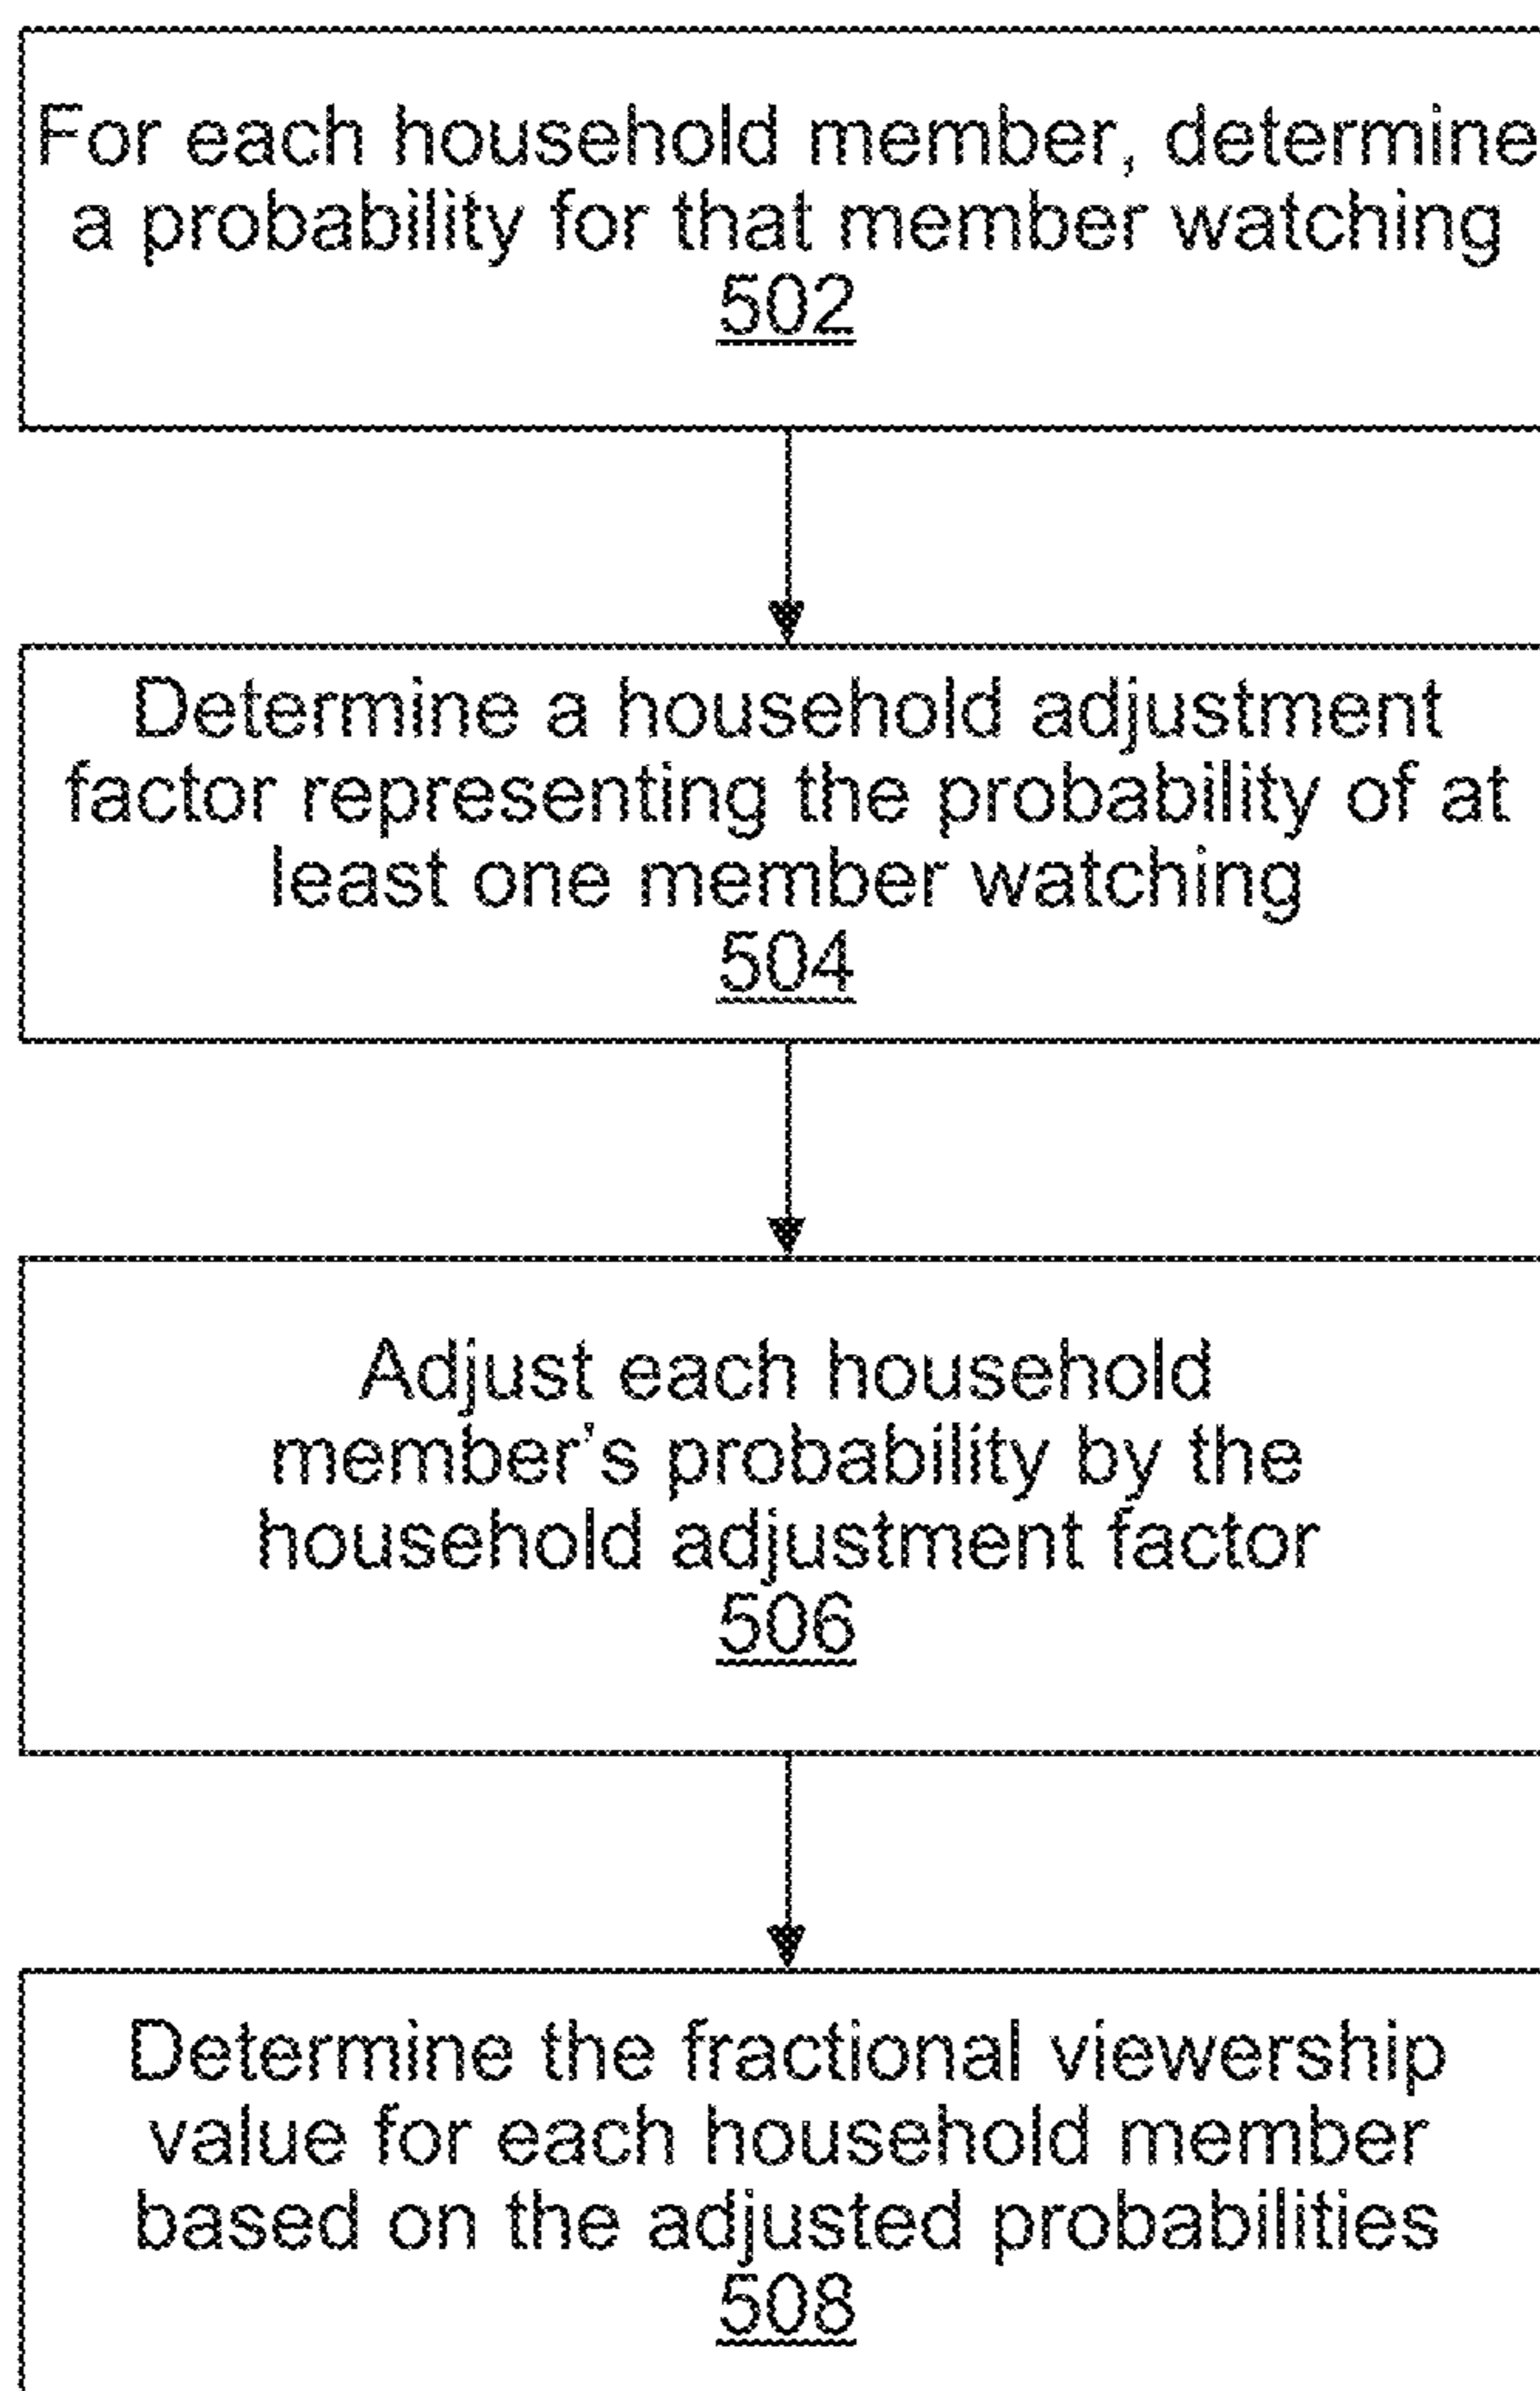 For each household member, determine
a probability for that member watching
502
Determine a household adjustment
factor representing the probability of at
least one member watching
504
Adjust each household
member's probability by the
household adjustment factor
506
Determine the fractional viewership
value for each household member
based on the adjusted probabilities
508